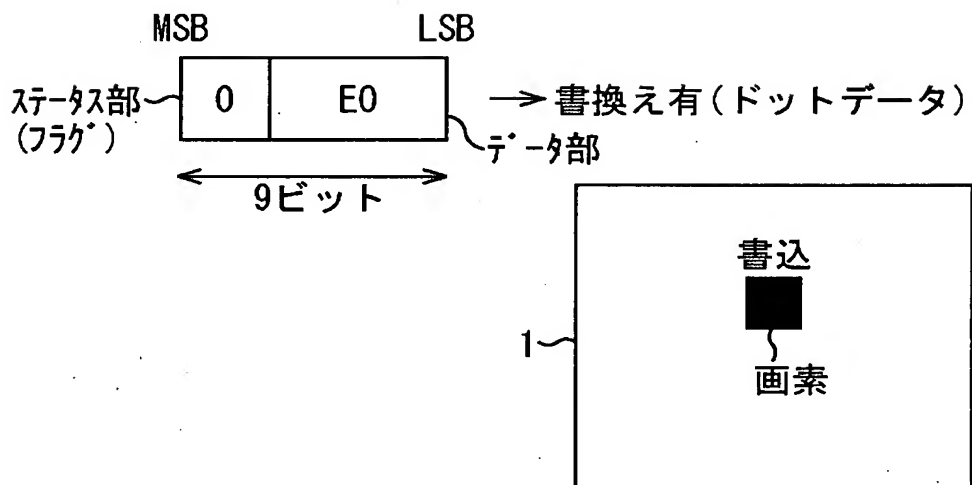 MSB LSB
ステータス部
(フラグ)
0 E0
→書換え有(ドットデータ)
データ部
9ビット
書込
1
画素